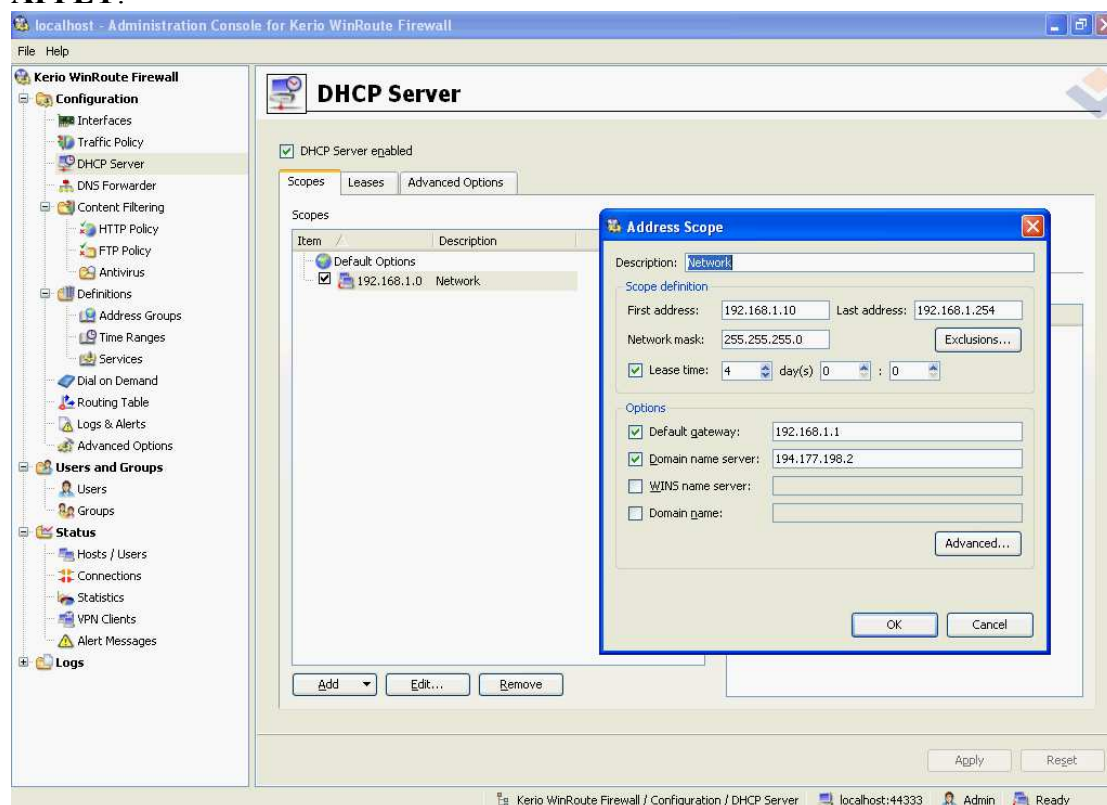 localhost - Administration Console for Kerio WinRoute Firewall
File Help
Kerio WinRoute Firewall
Configuration
Interfaces
Traffic Policy
DHCP Server
DNS Forwarder
Content Filtering
HTTP Policy
FTP Policy
Antivirus
Definitions
Address Groups
Time Ranges
Services
Dial on Demand
Routing Table
Logs & Alerts
Advanced Options
Users and Groups
Users
Groups
Status
Hosts / Users
Connections
Statistics
VPN Clients
Alert Messages
Logs
DHCP Server
DHCP Server enabled
Scopes Leases Advanced Options
Scopes
Item Description
Default Options
192.168.1.0 Network
Add Edit... Remove
Address Scope
Description: Network
Scope definition
First address: 192.168.1.10 Last address: 192.168.1.254
Network mask: 255.255.255.0 Exclusions...
Lease time: 4 day(s) 0 : 0
Options
Default gateway: 192.168.1.1
Domain name server: 194.177.198.2
WINS name server:
Domain name:
Advanced...
OK Cancel
Apply Reset
Kerio WinRoute Firewall / Configuration / DHCP Server localhost:44333 Admin Ready